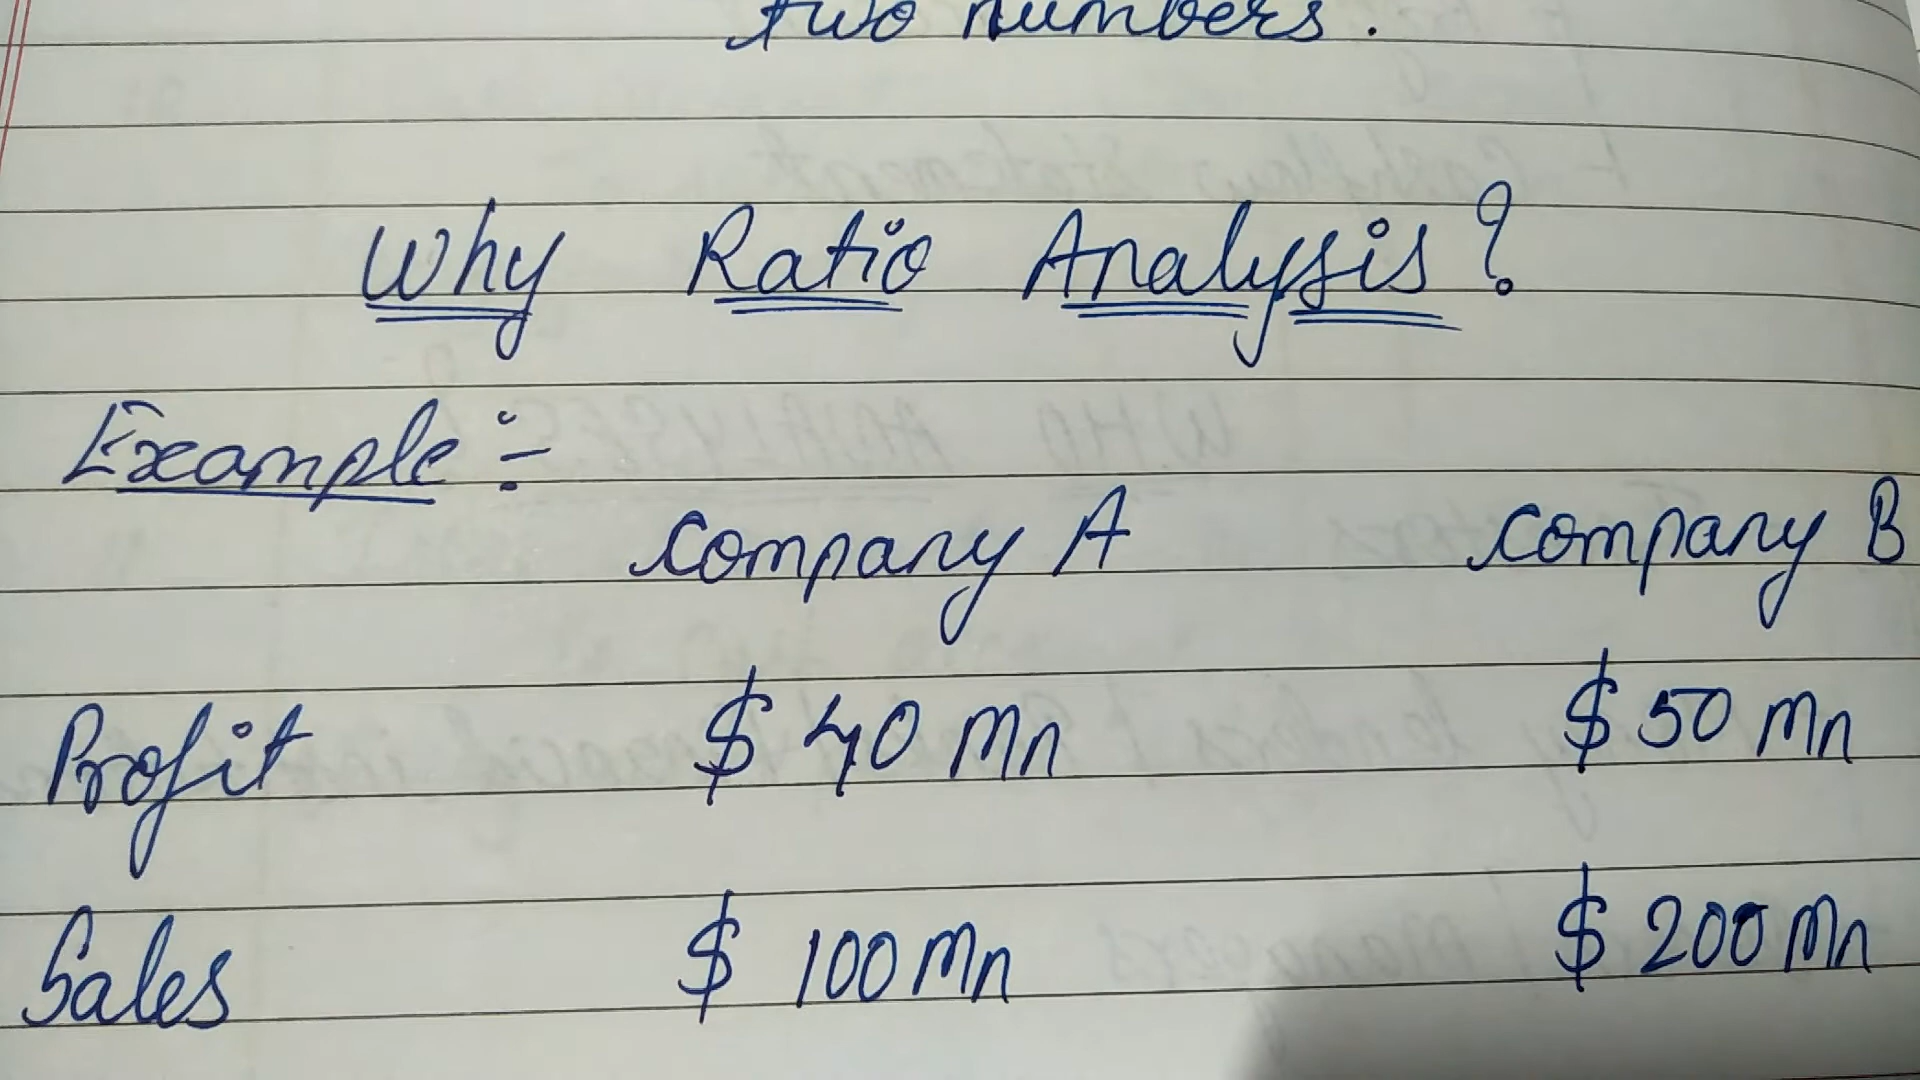 two numbers.
Why Ratio Analysis?
Example :-
Company A Company B
Profit $ 40 Mn $ 50 Mn
Sales $ 100 Mn $ 200 Mn